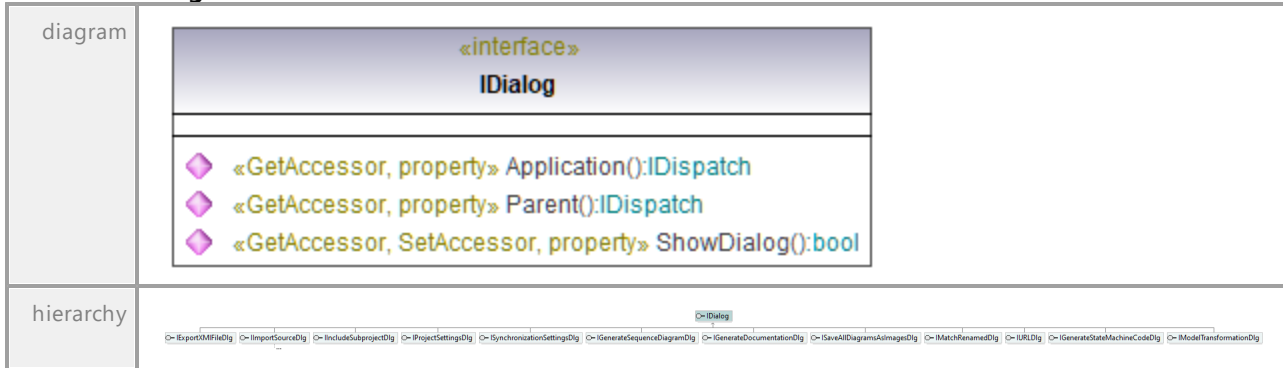 diagram
«interface»
IDialog
«GetAccessor, property» Application():IDispatch
«GetAccessor, property» Parent():IDispatch
«GetAccessor, SetAccessor, property» ShowDialog():bool
hierarchy
IDialog
IExportXMIFileDlg IImportSourceDlg IIncludeSubprojectDlg IProjectSettingsDlg ISynchronizationSettingsDlg IGenerateSequenceDiagramDlg IGenerateDocumentationDlg ISaveAllDiagramsAsImagesDlg IMatchRenamedDlg IURLDlg IGenerateStateMachineCodeDlg IModelTransformationDlg
...